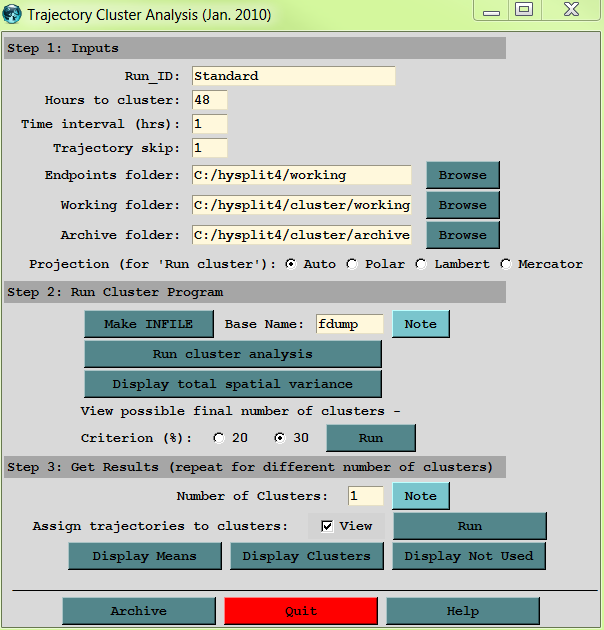 Trajectory Cluster Analysis (Jan. 2010)
Step 1: Inputs
Run_ID: Standard
Hours to cluster: 48
Time interval (hrs): 1
Trajectory skip: 1
Endpoints folder: C:/hysplit4/working Browse
Working folder: C:/hysplit4/cluster/working Browse
Archive folder: C:/hysplit4/cluster/archive Browse
Projection (for 'Run cluster'): Auto Polar Lambert Mercator
Step 2: Run Cluster Program
Make INFILE Base Name: fdump Note
Run cluster analysis
Display total spatial variance
View possible final number of clusters -
Criterion (%): 20 30 Run
Step 3: Get Results (repeat for different number of clusters)
Number of Clusters: 1 Note
Assign trajectories to clusters: View Run
Display Means Display Clusters Display Not Used
Archive Quit Help